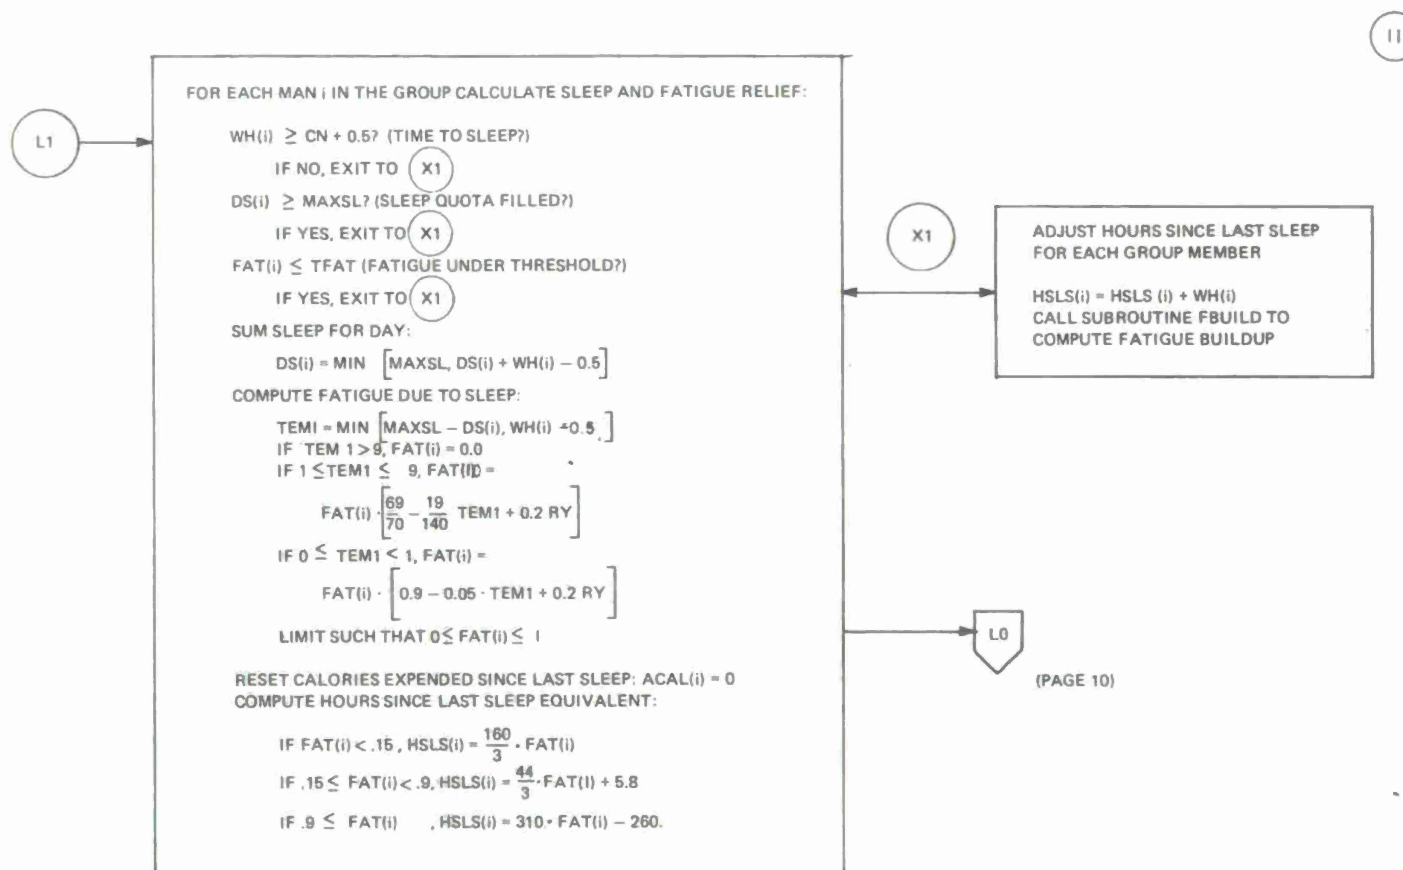 11
L1
FOR EACH MAN i IN THE GROUP CALCULATE SLEEP AND FATIGUE RELIEF:
WH(i) ≥ CN + 0.5? (TIME TO SLEEP?)
IF NO, EXIT TO X1
DS(i) ≥ MAXSL? (SLEEP QUOTA FILLED?)
IF YES, EXIT TO X1
FAT(i) ≤ TFAT (FATIGUE UNDER THRESHOLD?)
IF YES, EXIT TO X1
SUM SLEEP FOR DAY:
DS(i) = MIN [MAXSL, DS(i) + WH(i) – 0.5]
COMPUTE FATIGUE DUE TO SLEEP:
TEM1 = MIN [MAXSL – DS(i), WH(i) –0.5]
IF TEM 1 > 9, FAT(i) = 0.0
IF 1 ≤ TEM1 ≤ 9, FAT(i) =
FAT(i) · [69/70 – 19/140 TEM1 + 0.2 RY]
IF 0 ≤ TEM1 < 1, FAT(i) =
FAT(i) · [0.9 – 0.05 · TEM1 + 0.2 RY]
LIMIT SUCH THAT 0 ≤ FAT(i) ≤ 1
RESET CALORIES EXPENDED SINCE LAST SLEEP: ACAL(i) = 0
COMPUTE HOURS SINCE LAST SLEEP EQUIVALENT:
IF FAT(i) < .15, HSLS(i) = 160/3 · FAT(i)
IF .15 ≤ FAT(i) < .9, HSLS(i) = 44/3 · FAT(I) + 5.8
IF .9 ≤ FAT(i) , HSLS(i) = 310 · FAT(i) – 260.
X1
ADJUST HOURS SINCE LAST SLEEP
FOR EACH GROUP MEMBER
HSLS(i) = HSLS (i) + WH(i)
CALL SUBROUTINE FBUILD TO
COMPUTE FATIGUE BUILDUP
L0
(PAGE 10)